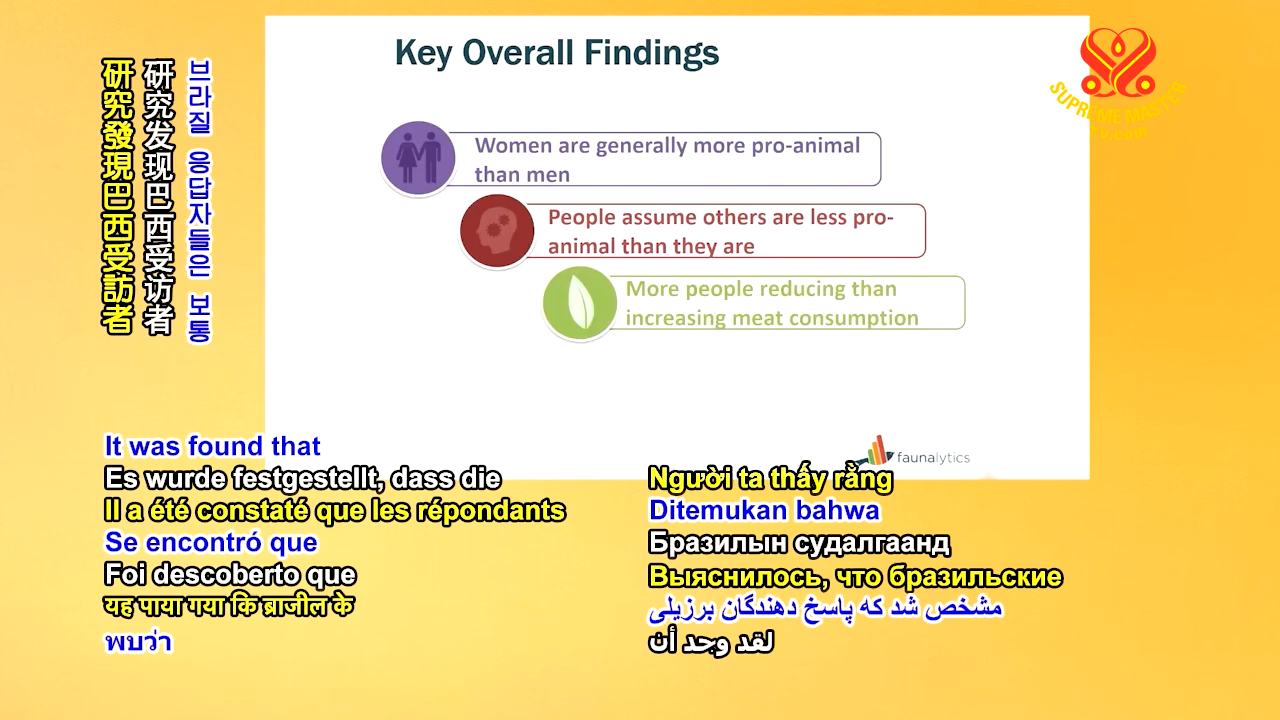 Key Overall Findings
Women are generally more pro-animal
than men
People assume others are less pro-
animal than they are
More people reducing than
increasing meat consumption
faunalytics
SUPREME MASTER
TV.com
브라질 응답자들은 보통
研究发现巴西受访者
研究發現巴西受訪者
It was found that
Es wurde festgestellt, dass die
Il a été constaté que les répondants
Se encontró que
Foi descoberto que
यह पाया गया कि ब्राजील के
พบว่า
Người ta thấy rằng
Ditemukan bahwa
Бразилын судалгаанд
Выяснилось, что бразильские
مشخص شد که پاسخ دهندگان برزیلی
لقد وجد أن